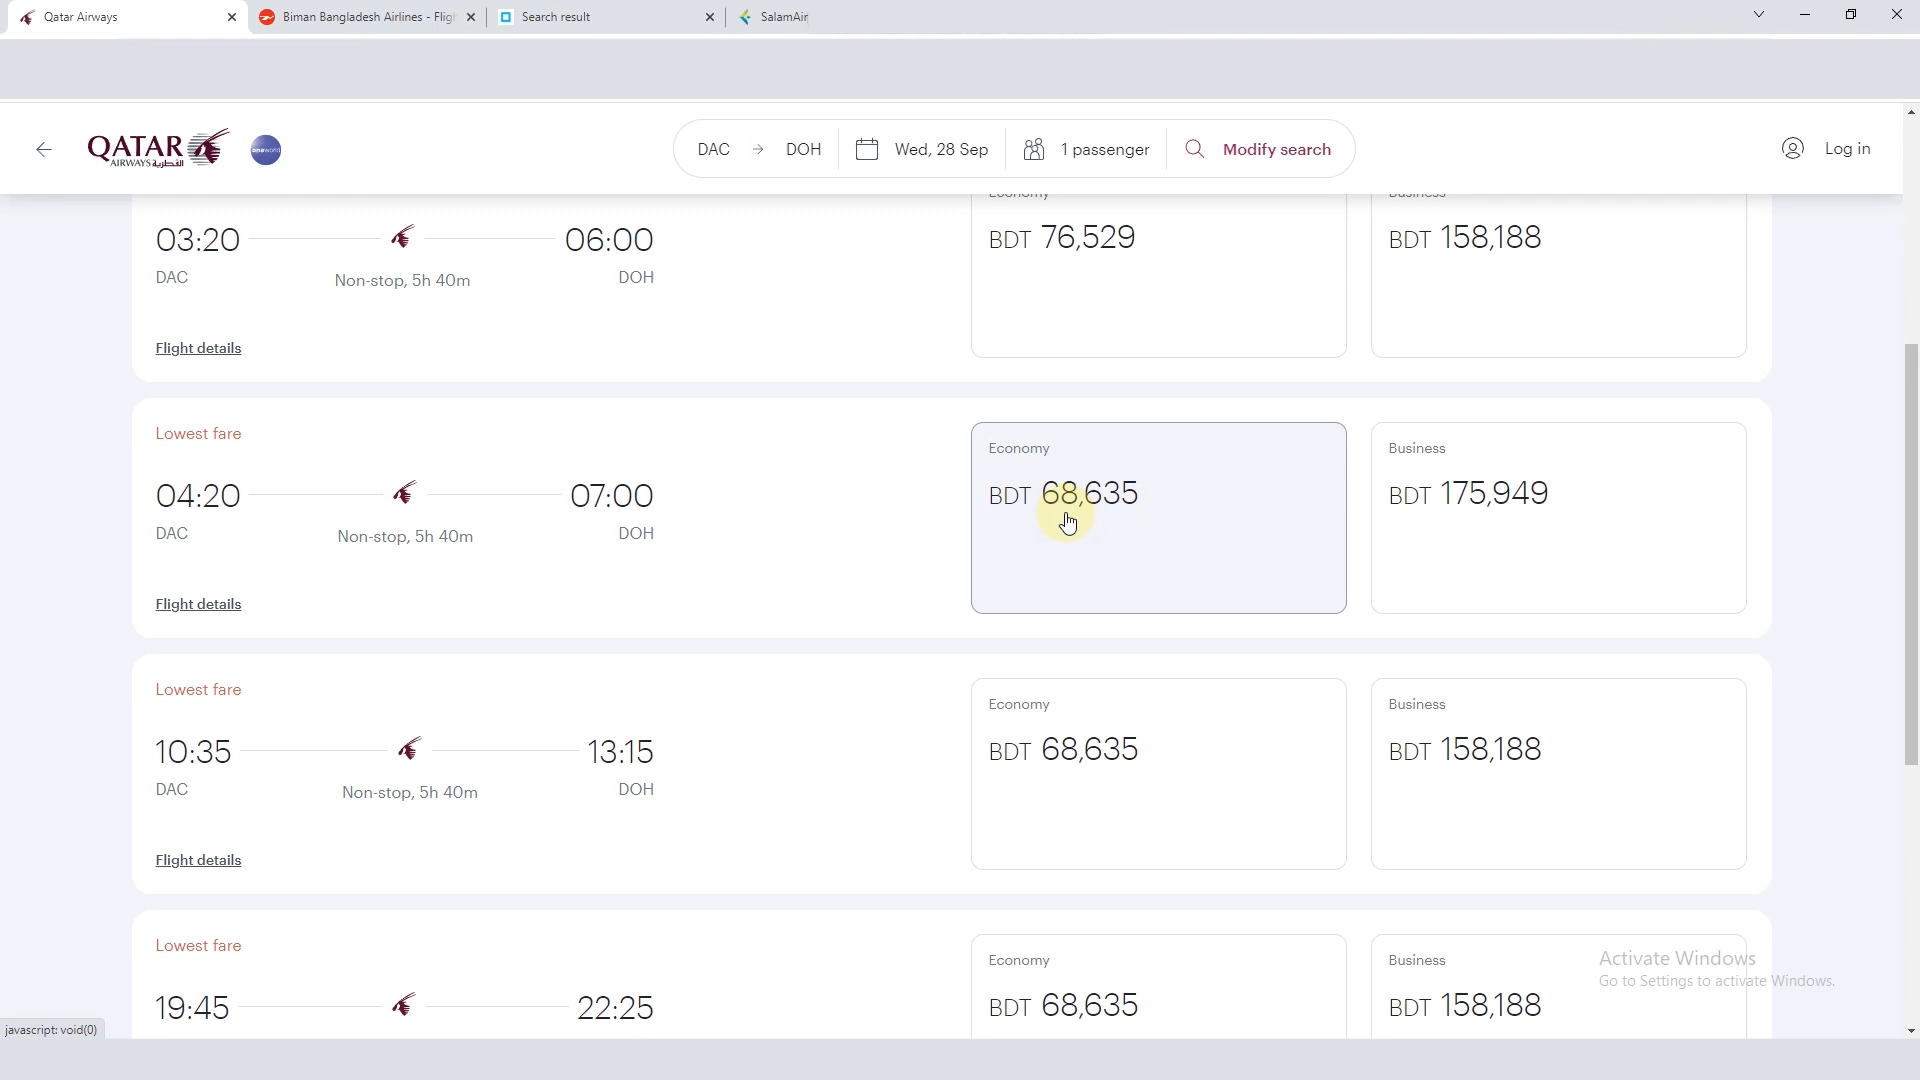 Qatar Airways
Biman Bangladesh Airlines - Fligh
Search result
SalamAir
QATAR
AIRWAYS القطرية
oneworld
DAC → DOH
Wed, 28 Sep
1 passenger
Modify search
Log in
Economy
Business
03:20
06:00
BDT 76,529
BDT 158,188
DAC
Non-stop, 5h 40m
DOH
Flight details
Lowest fare
Economy
Business
04:20
07:00
BDT 68,635
BDT 175,949
DAC
Non-stop, 5h 40m
DOH
Flight details
Lowest fare
Economy
Business
10:35
13:15
BDT 68,635
BDT 158,188
DAC
Non-stop, 5h 40m
DOH
Flight details
Lowest fare
Economy
Business
19:45
22:25
BDT 68,635
BDT 158,188
Activate Windows
Go to Settings to activate Windows.
javascript: void(0)